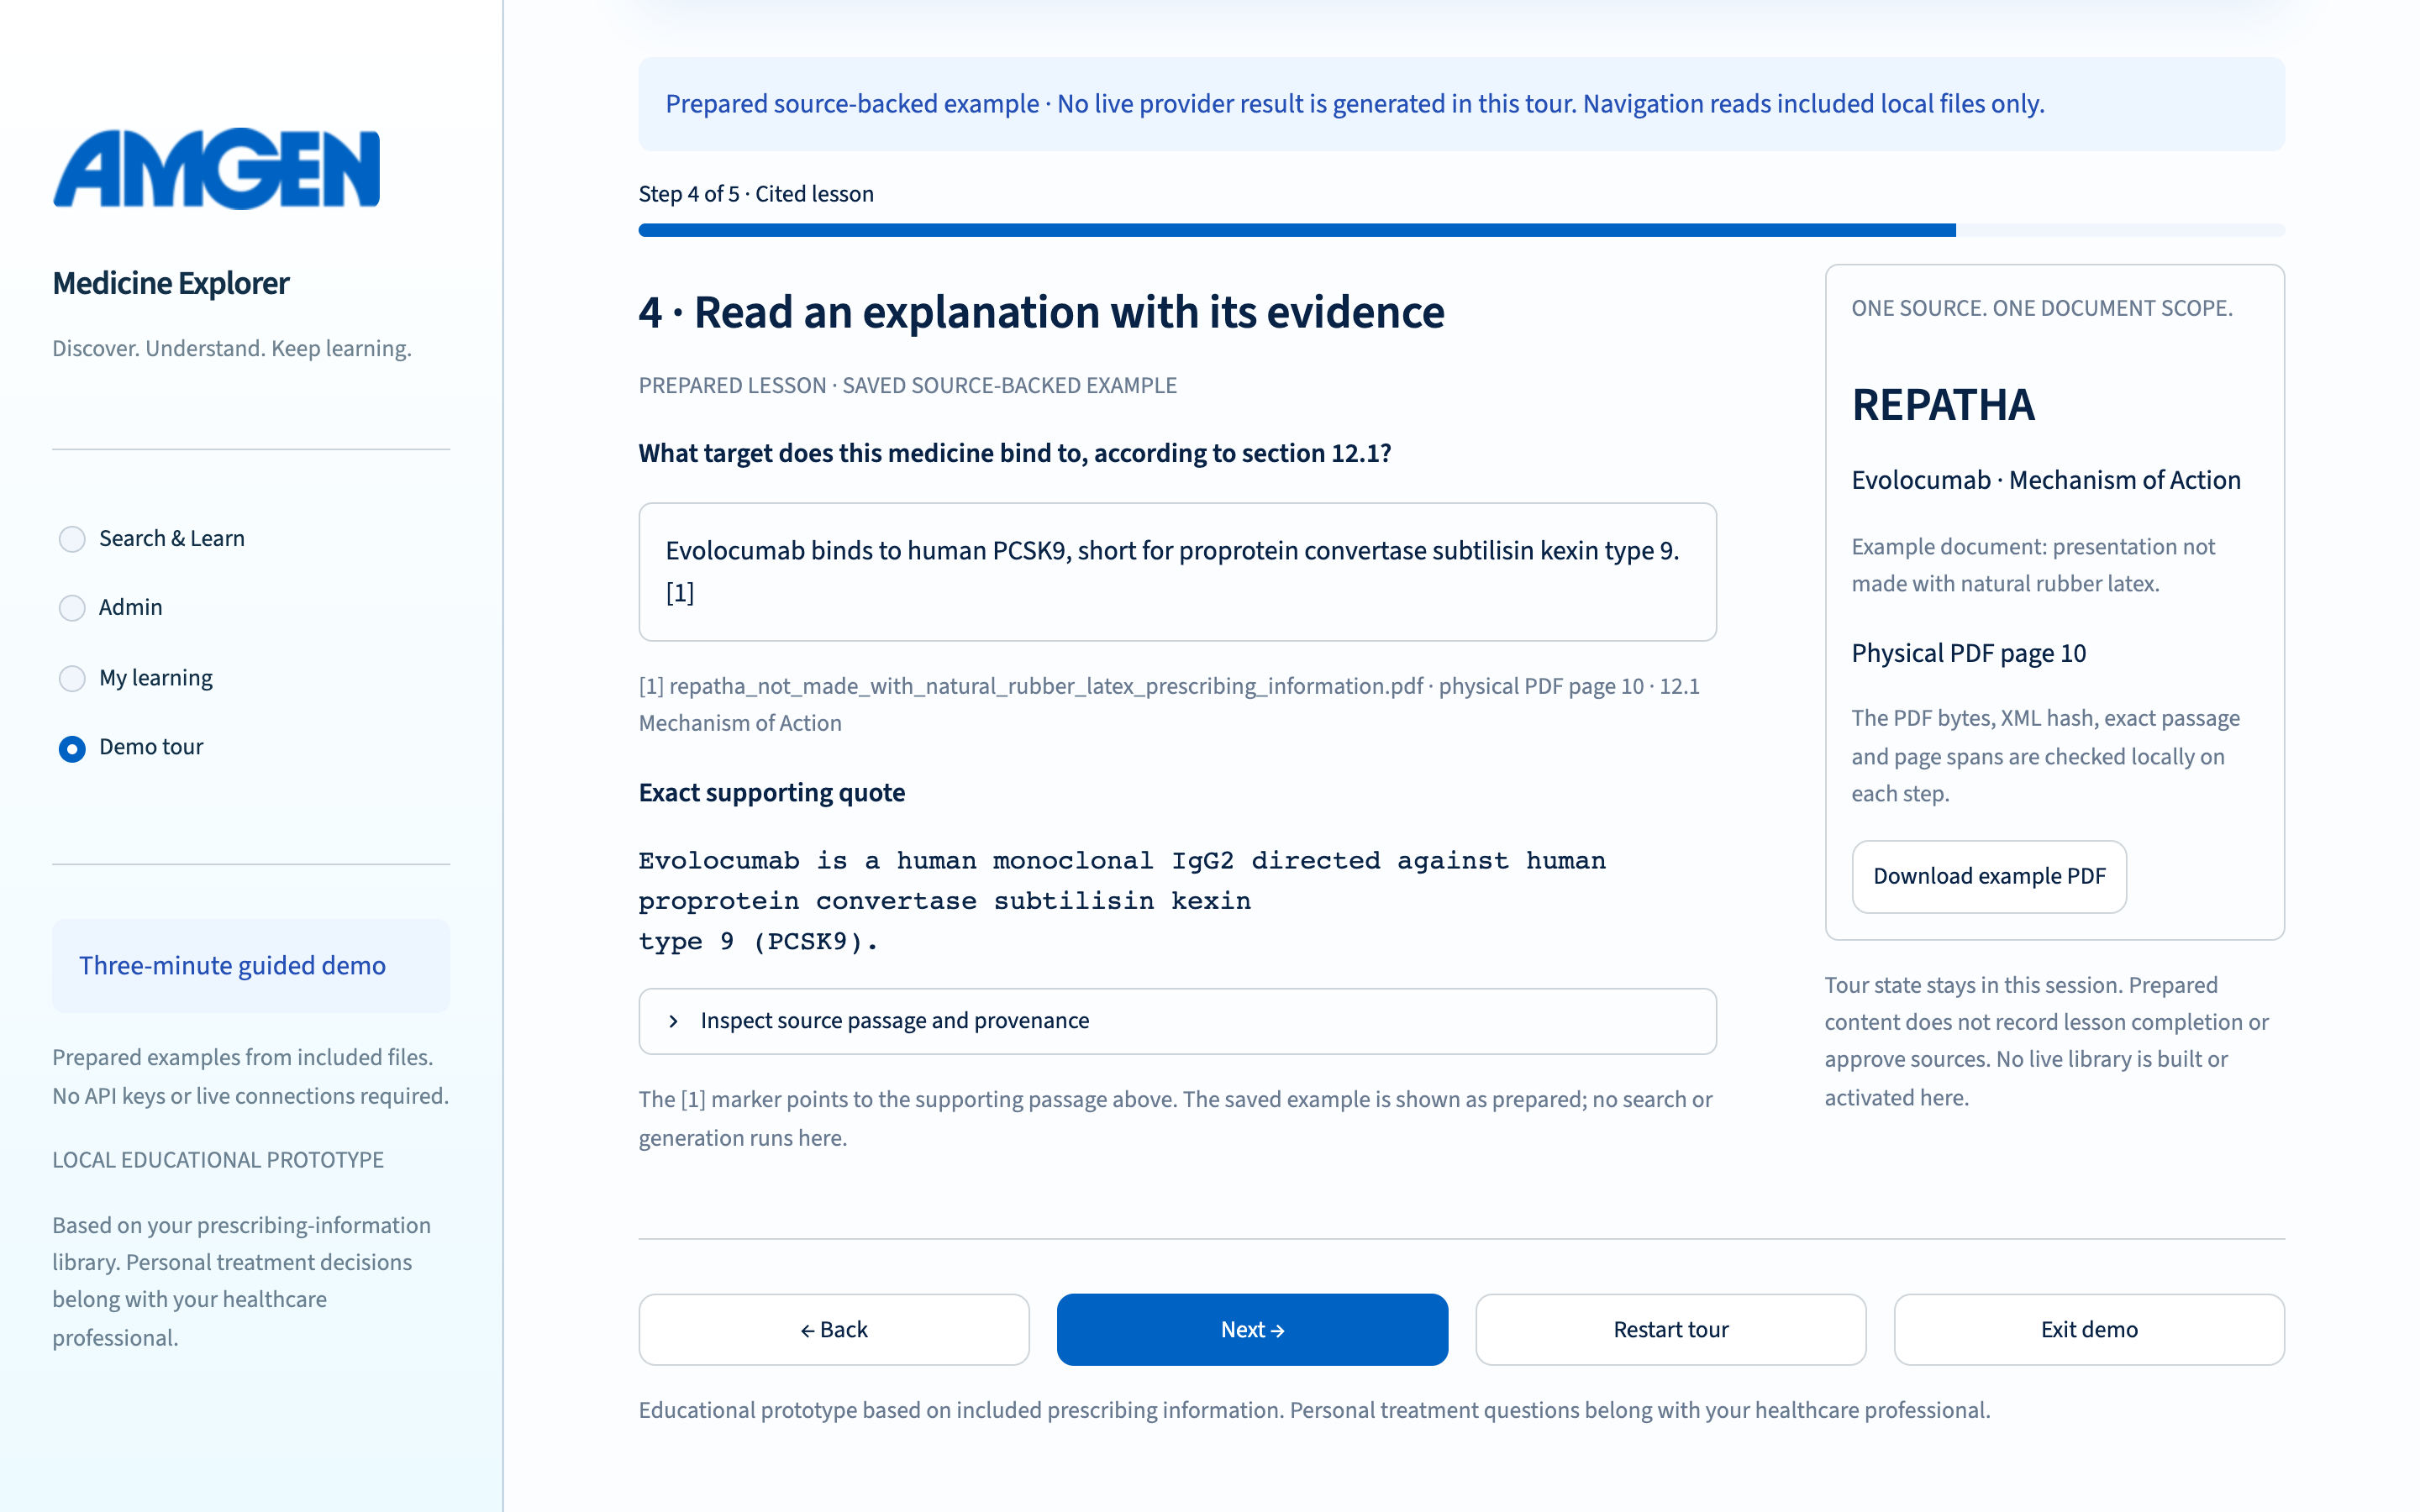 AMGEN
Medicine Explorer
Discover. Understand. Keep learning.
Search & Learn
Admin
My learning
Demo tour
Three-minute guided demo
Prepared examples from included files.
No API keys or live connections required.
LOCAL EDUCATIONAL PROTOTYPE
Based on your prescribing-information
library. Personal treatment decisions
belong with your healthcare
professional.
Prepared source-backed example · No live provider result is generated in this tour. Navigation reads included local files only.
Step 4 of 5 · Cited lesson
4 · Read an explanation with its evidence
PREPARED LESSON · SAVED SOURCE-BACKED EXAMPLE
What target does this medicine bind to, according to section 12.1?
Evolocumab binds to human PCSK9, short for proprotein convertase subtilisin kexin type 9.
[1]
[1] repatha_not_made_with_natural_rubber_latex_prescribing_information.pdf · physical PDF page 10 · 12.1
Mechanism of Action
Exact supporting quote
Evolocumab is a human monoclonal IgG2 directed against human
proprotein convertase subtilisin kexin
type 9 (PCSK9).
Inspect source passage and provenance
The [1] marker points to the supporting passage above. The saved example is shown as prepared; no search or
generation runs here.
ONE SOURCE. ONE DOCUMENT SCOPE.
REPATHA
Evolocumab · Mechanism of Action
Example document: presentation not
made with natural rubber latex.
Physical PDF page 10
The PDF bytes, XML hash, exact passage
and page spans are checked locally on
each step.
Download example PDF
Tour state stays in this session. Prepared
content does not record lesson completion or
approve sources. No live library is built or
activated here.
← Back
Next →
Restart tour
Exit demo
Educational prototype based on included prescribing information. Personal treatment questions belong with your healthcare professional.